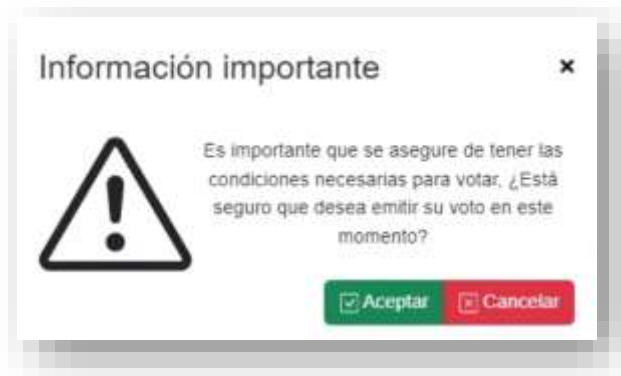 Información importante
Es importante que se asegure de tener las
condiciones necesarias para votar, ¿Está
seguro que desea emitir su voto en este
momento?
Aceptar Cancelar